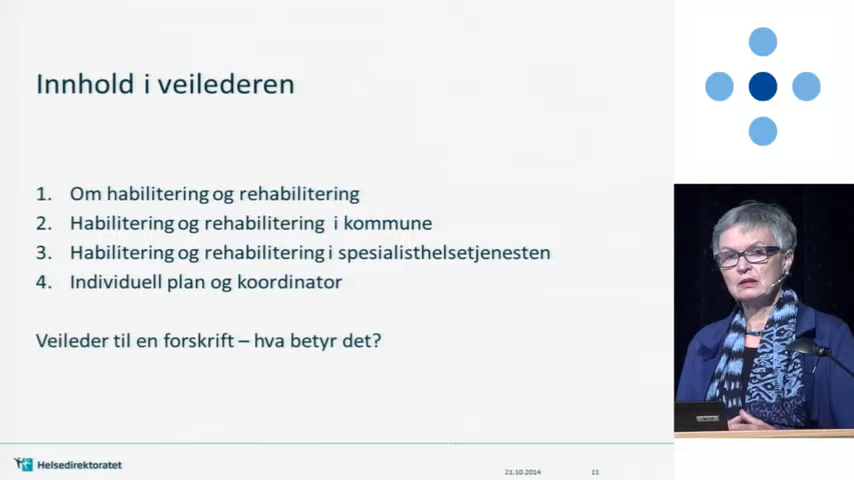 Innhold i veilederen
1. Om habilitering og rehabilitering
2. Habilitering og rehabilitering i kommune
3. Habilitering og rehabilitering i spesialisthelsetjenesten
4. Individuell plan og koordinator
Veileder til en forskrift – hva betyr det?
Helsedirektoratet
21.10.2014
11